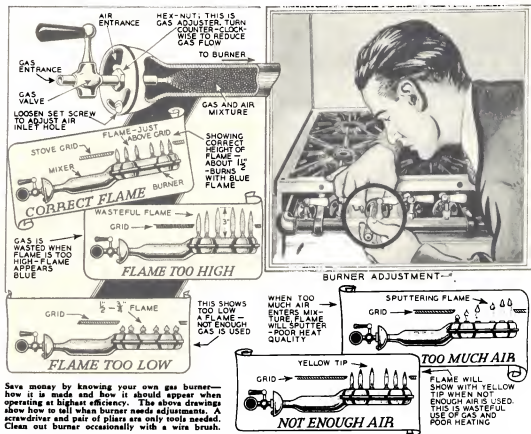 AIR
ENTRANCE
HEX-NUT; THIS IS
GAS ADJUSTER. TURN
COUNTER-CLOCK-
WISE TO REDUCE
GAS FLOW
TO BURNER
GAS
ENTRANCE
GAS
VALVE
LOOSEN SET SCREW
TO ADJUST AIR
INLET HOLE
GAS AND AIR
MIXTURE
FLAME-JUST
ABOVE GRID
STOVE GRID
MIXER
BURNER
CORRECT FLAME
SHOWING
CORRECT
HEIGHT OF
FLAME-
ABOUT 1½"
-BURNS
WITH BLUE
FLAME
WASTEFUL FLAME
GRID
FLAME TOO HIGH
GAS IS
WASTED WHEN
FLAME IS TOO
HIGH-FLAME
APPEARS
BLUE
FLAME
GRID
FLAME TOO LOW
THIS SHOWS
TOO LOW
A FLAME-
NOT ENOUGH
GAS IS USED
BURNER ADJUSTMENT
WHEN TOO
MUCH AIR
ENTERS MIX-
TURE, FLAME
WILL SPUTTER
-POOR HEAT
QUALITY
SPUTTERING FLAME
GRID
TOO MUCH AIR
YELLOW TIP
GRID
NOT ENOUGH AIR
FLAME WILL
SHOW WITH YELLOW
TIP WHEN NOT
ENOUGH AIR IS USED.
THIS IS WASTEFUL
USE OF GAS AND
POOR HEATING
Save money by knowing your own gas burner—
how it is made and how it should appear when
operating at highest efficiency. The above drawings
show how to tell when burner needs adjustments. A
screwdriver and pair of pliers are only tools needed.
Clean out burner occasionally with a wire brush.